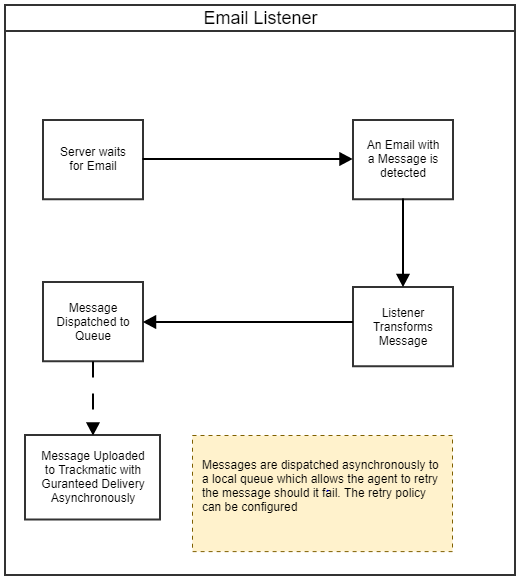 Email Listener
Server waits
for Email
An Email with
a Message is
detected
Message
Dispatched to
Queue
Listener
Transforms
Message
Message Uploaded
to Trackmatic with
Guranteed Delivery
Asynchronously
Messages are dispatched asynchronously to
a local queue which allows the agent to retry
the message should it fail. The retry policy
can be configured